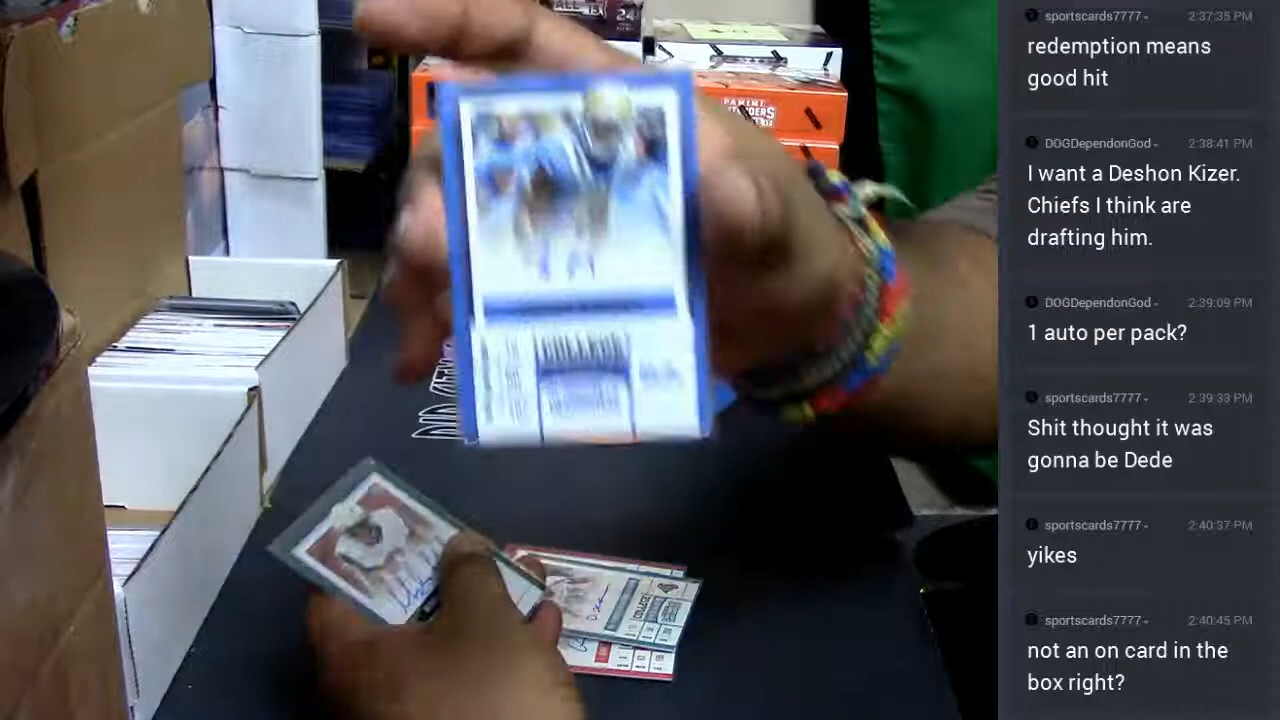 sportscards7777 2:37:35 PM
redemption means
good hit
DOGDependonGod 2:38:41 PM
I want a Deshon Kizer.
Chiefs I think are
drafting him.
DOGDependonGod 2:39:09 PM
1 auto per pack?
sportscards7777 2:39:33 PM
Shit thought it was
gonna be Dede
sportscards7777 2:40:37 PM
yikes
sportscards7777 2:40:45 PM
not an on card in the
box right?
24
PANINI
COLLEGE
COLLEGE